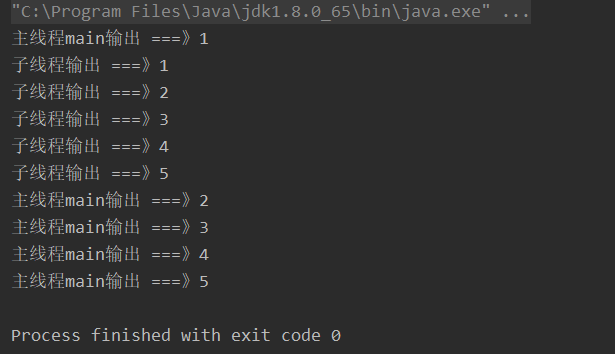 "C:\Program Files\Java\jdk1.8.0_65\bin\java.exe" ...
主线程main输出 ===》1
子线程输出 ===》1
子线程输出 ===》2
子线程输出 ===》3
子线程输出 ===》4
子线程输出 ===》5
主线程main输出 ===》2
主线程main输出 ===》3
主线程main输出 ===》4
主线程main输出 ===》5
Process finished with exit code 0